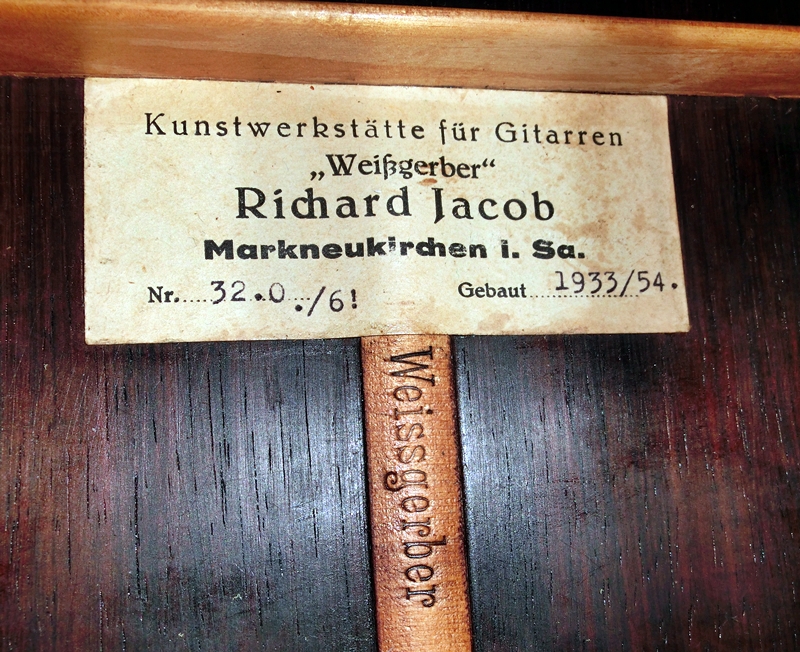 Kunstwerkstätte für Gitarren
„Weißgerber“
Richard Jacob
Markneukirchen i. Sa.
Nr.....32..0..../6! Gebaut 1933/54.
Weissgerber